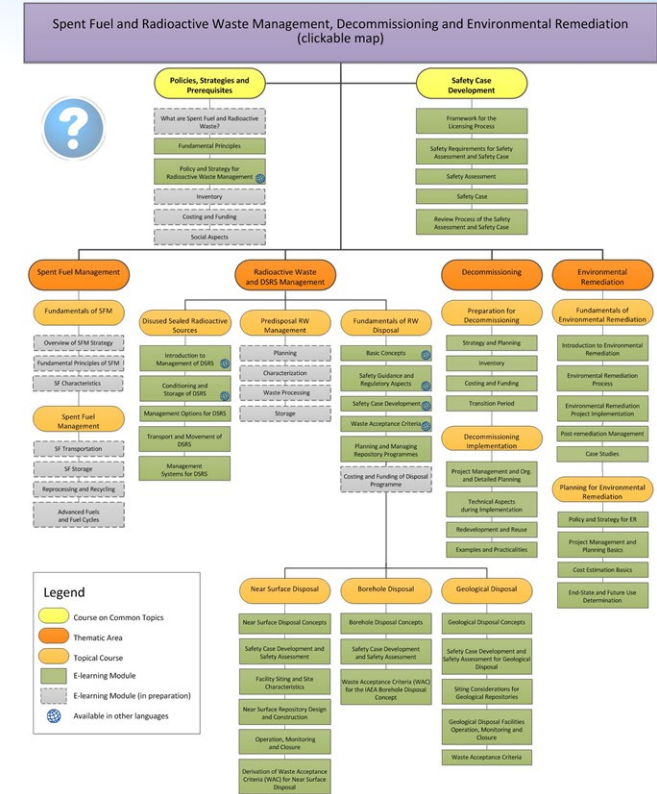 Spent Fuel and Radioactive Waste Management, Decommissioning and Environmental Remediation
(clickable map)
Policies, Strategies and
Prerequisites
What are Spent Fuel and Radioactive
Waste?
Fundamental Principles
Policy and Strategy for
Radioactive Waste Management
Inventory
Costing and Funding
Social Aspects
Safety Case
Development
Framework for the
Licensing Process
Safety Requirements for Safety
Assessment and Safety Case
Safety Assessment
Safety Case
Review Process of the Safety
Assessment and Safety Case
?
Spent Fuel Management
Fundamentals of SFM
Overview of SFM Strategy
Fundamental Principles of SFM
SF Characteristics
Spent Fuel
Management
SF Transportation
SF Storage
Reprocessing and Recycling
Advanced Fuels
and Fuel Cycles
Radioactive Waste
and DSRS Management
Disused Sealed Radioactive
Sources
Introduction to
Management of DSRS
Conditioning and
Storage of DSRS
Management Options for DSRS
Transport and Movement of
DSRS
Management
Systems for DSRS
Predisposal RW
Management
Planning
Characterization
Waste Processing
Storage
Fundamentals of RW
Disposal
Basic Concepts
Safety Guidance and
Regulatory Aspects
Safety Case Development
Waste Acceptance Criteria
Planning and Managing
Repository Programmes
Costing and Funding of Disposal
Programme
Decommissioning
Preparation for
Decommissioning
Strategy and Planning
Inventory
Costing and Funding
Transition Period
Decommissioning
Implementation
Project Management and Org.
and Detailed Planning
Technical Aspects
during Implementation
Redevelopment and Reuse
Examples and Practicalities
Environmental
Remediation
Fundamentals of
Environmental Remediation
Introduction to Environmental
Remediation
Enviromental Remediation
Process
Environmental Remediation
Project Implementation
Post-remediation Management
Case Studies
Planning for Environmental
Remediation
Policy and Strategy for ER
Project Management and
Planning Basics
Cost Estimation Basics
End-State and Future Use
Determination
Near Surface Disposal
Near Surface Disposal Concepts
Safety Case Development and
Safety Assessment
Facility Siting and Site
Characteristics
Near Surface Repository Design
and Construction
Operation, Monitoring
and Closure
Derivation of Waste Acceptance
Criteria (WAC) for Near Surface
Disposal
Borehole Disposal
Borehole Disposal Concepts
Safety Case Development
and Safety Assessment
Waste Acceptance Criteria (WAC)
for the IAEA Borehole Disposal
Concept
Geological Disposal
Geological Disposal Concepts
Safety Case Development and
Safety Assessment for Geological
Disposal
Siting Considerations for
Geological Repositories
Geological Disposal Facilities
Operation, Monitoring and
Closure
Waste Acceptance Criteria
Legend
Course on Common Topics
Thematic Area
Topical Course
E-learning Module
E-learning Module (in preparation)
Available in other languages